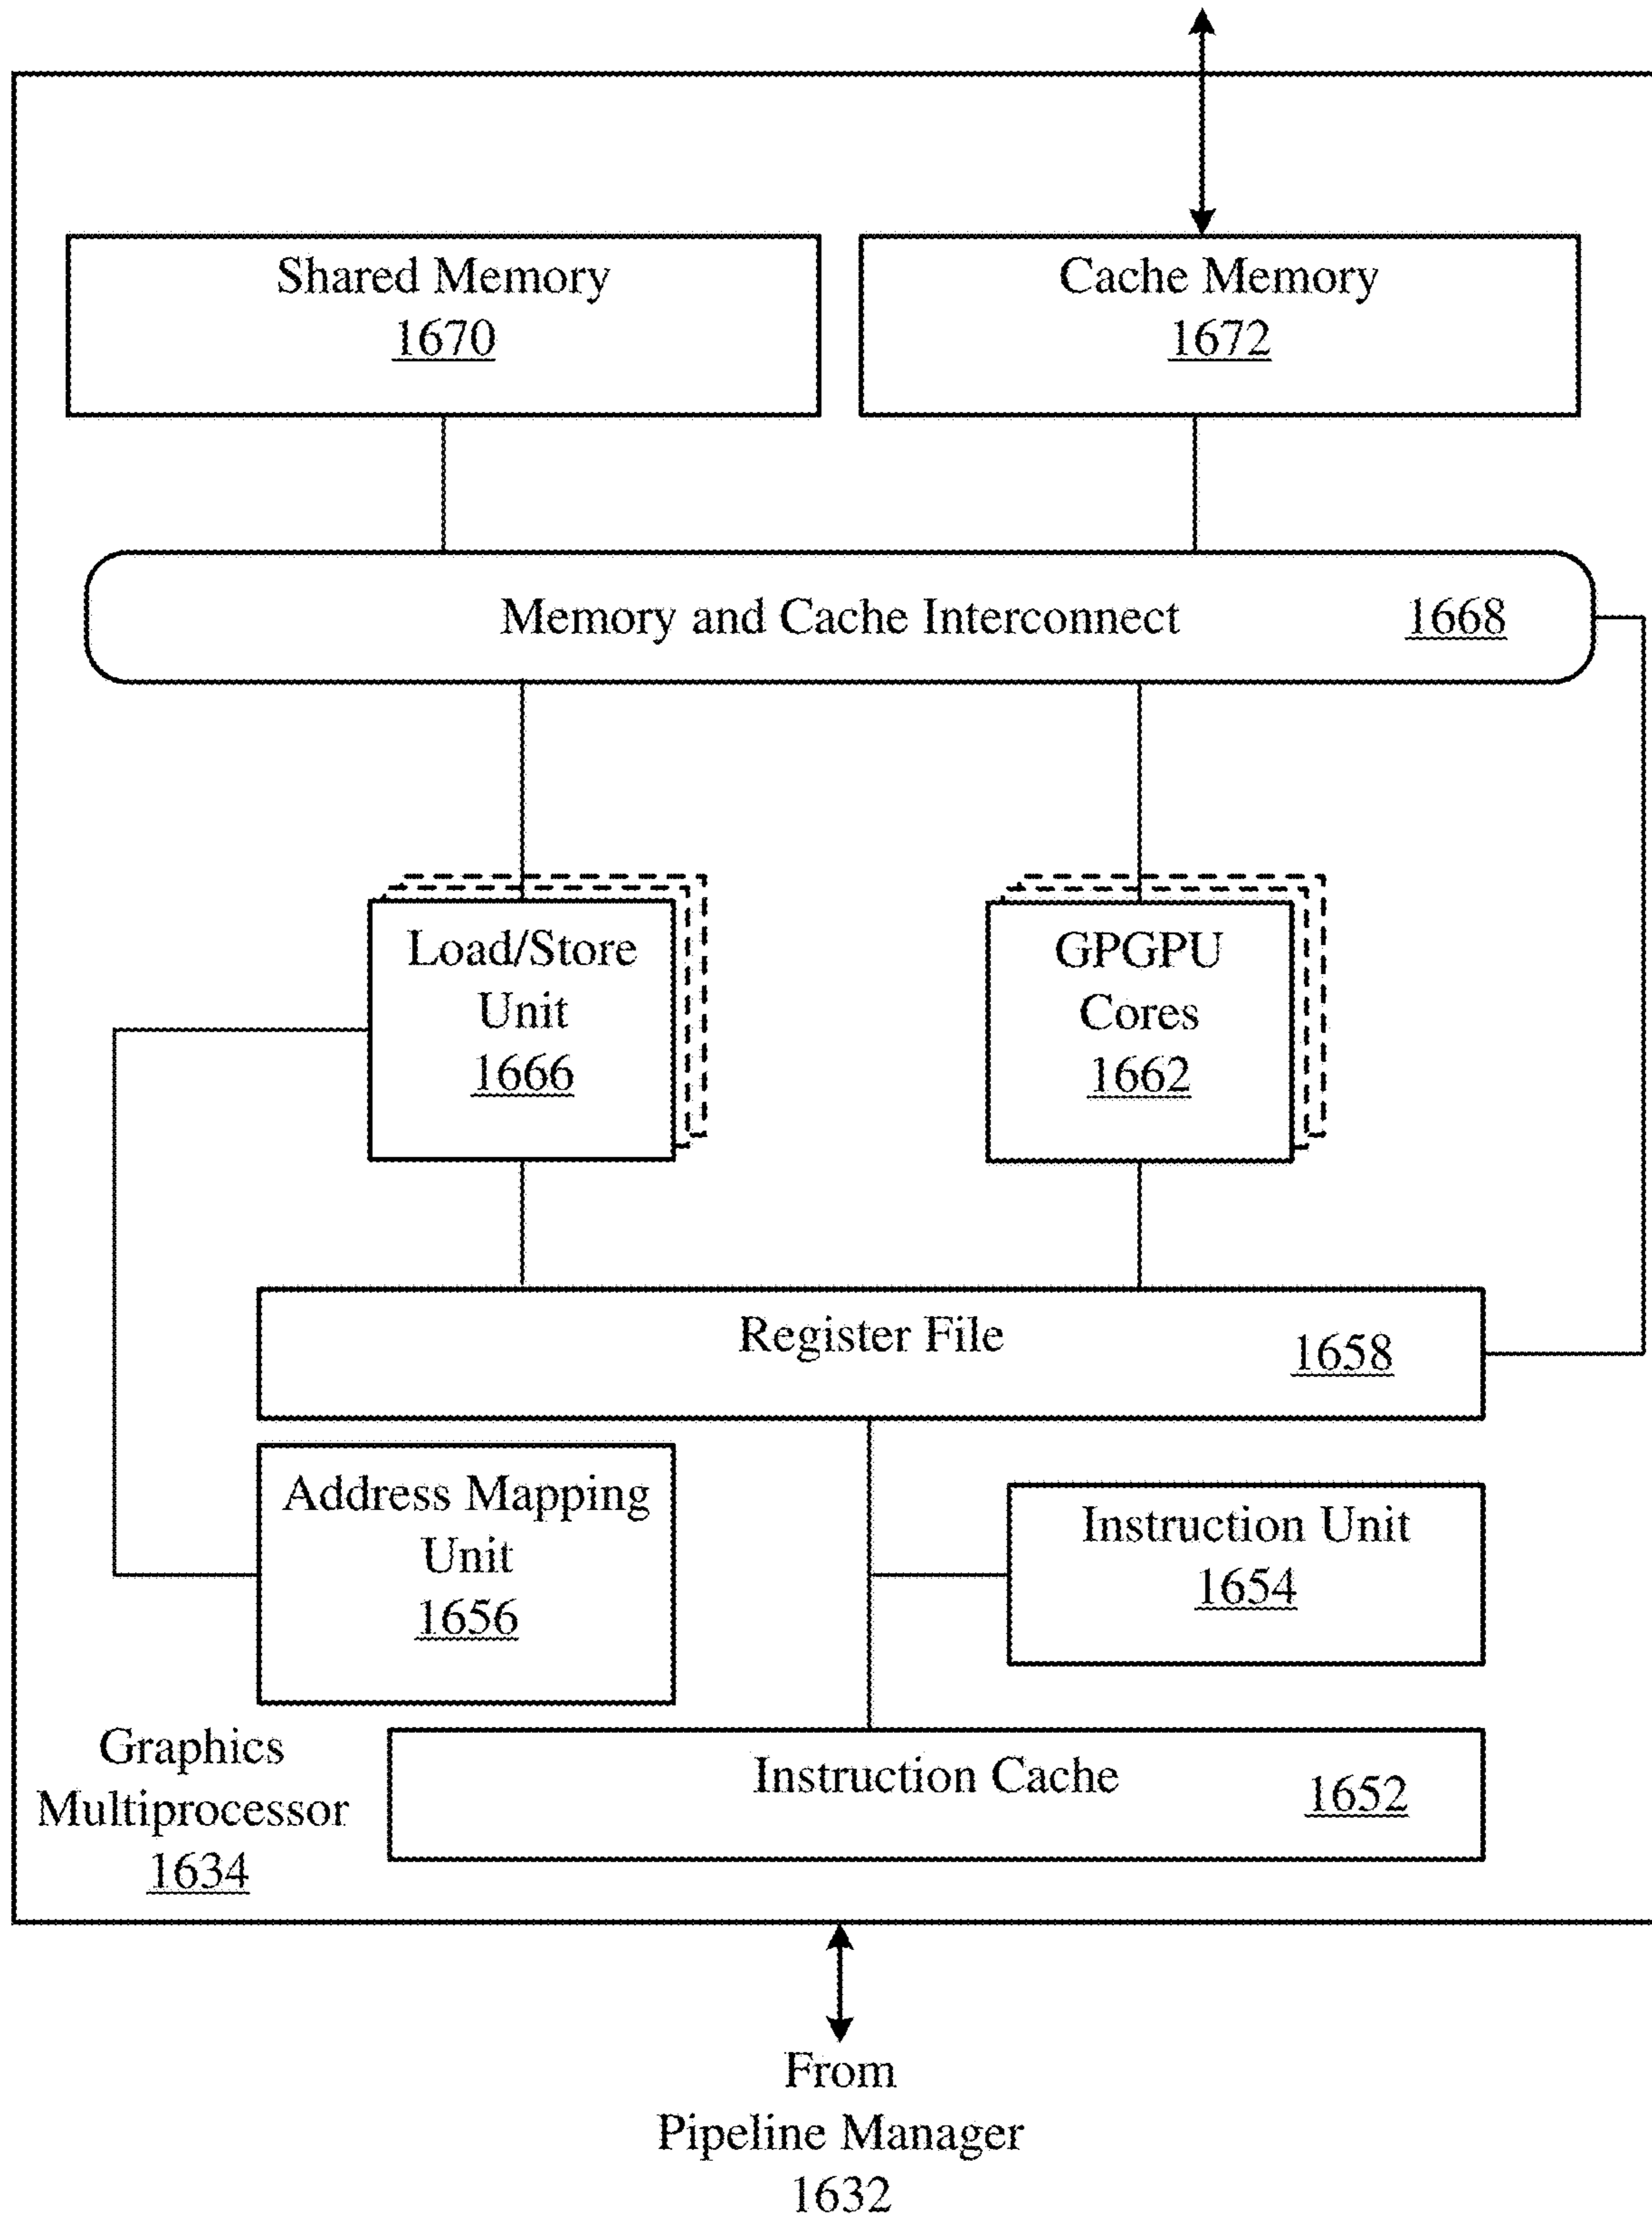 Shared Memory
1670
Cache Memory
1672
Memory and Cache Interconnect 1668
Load/Store
Unit
1666
GPGPU
Cores
1662
Register File 1658
Address Mapping
Unit
1656
Instruction Unit
1654
Graphics
Multiprocessor
1634
Instruction Cache 1652
From
Pipeline Manager
1632